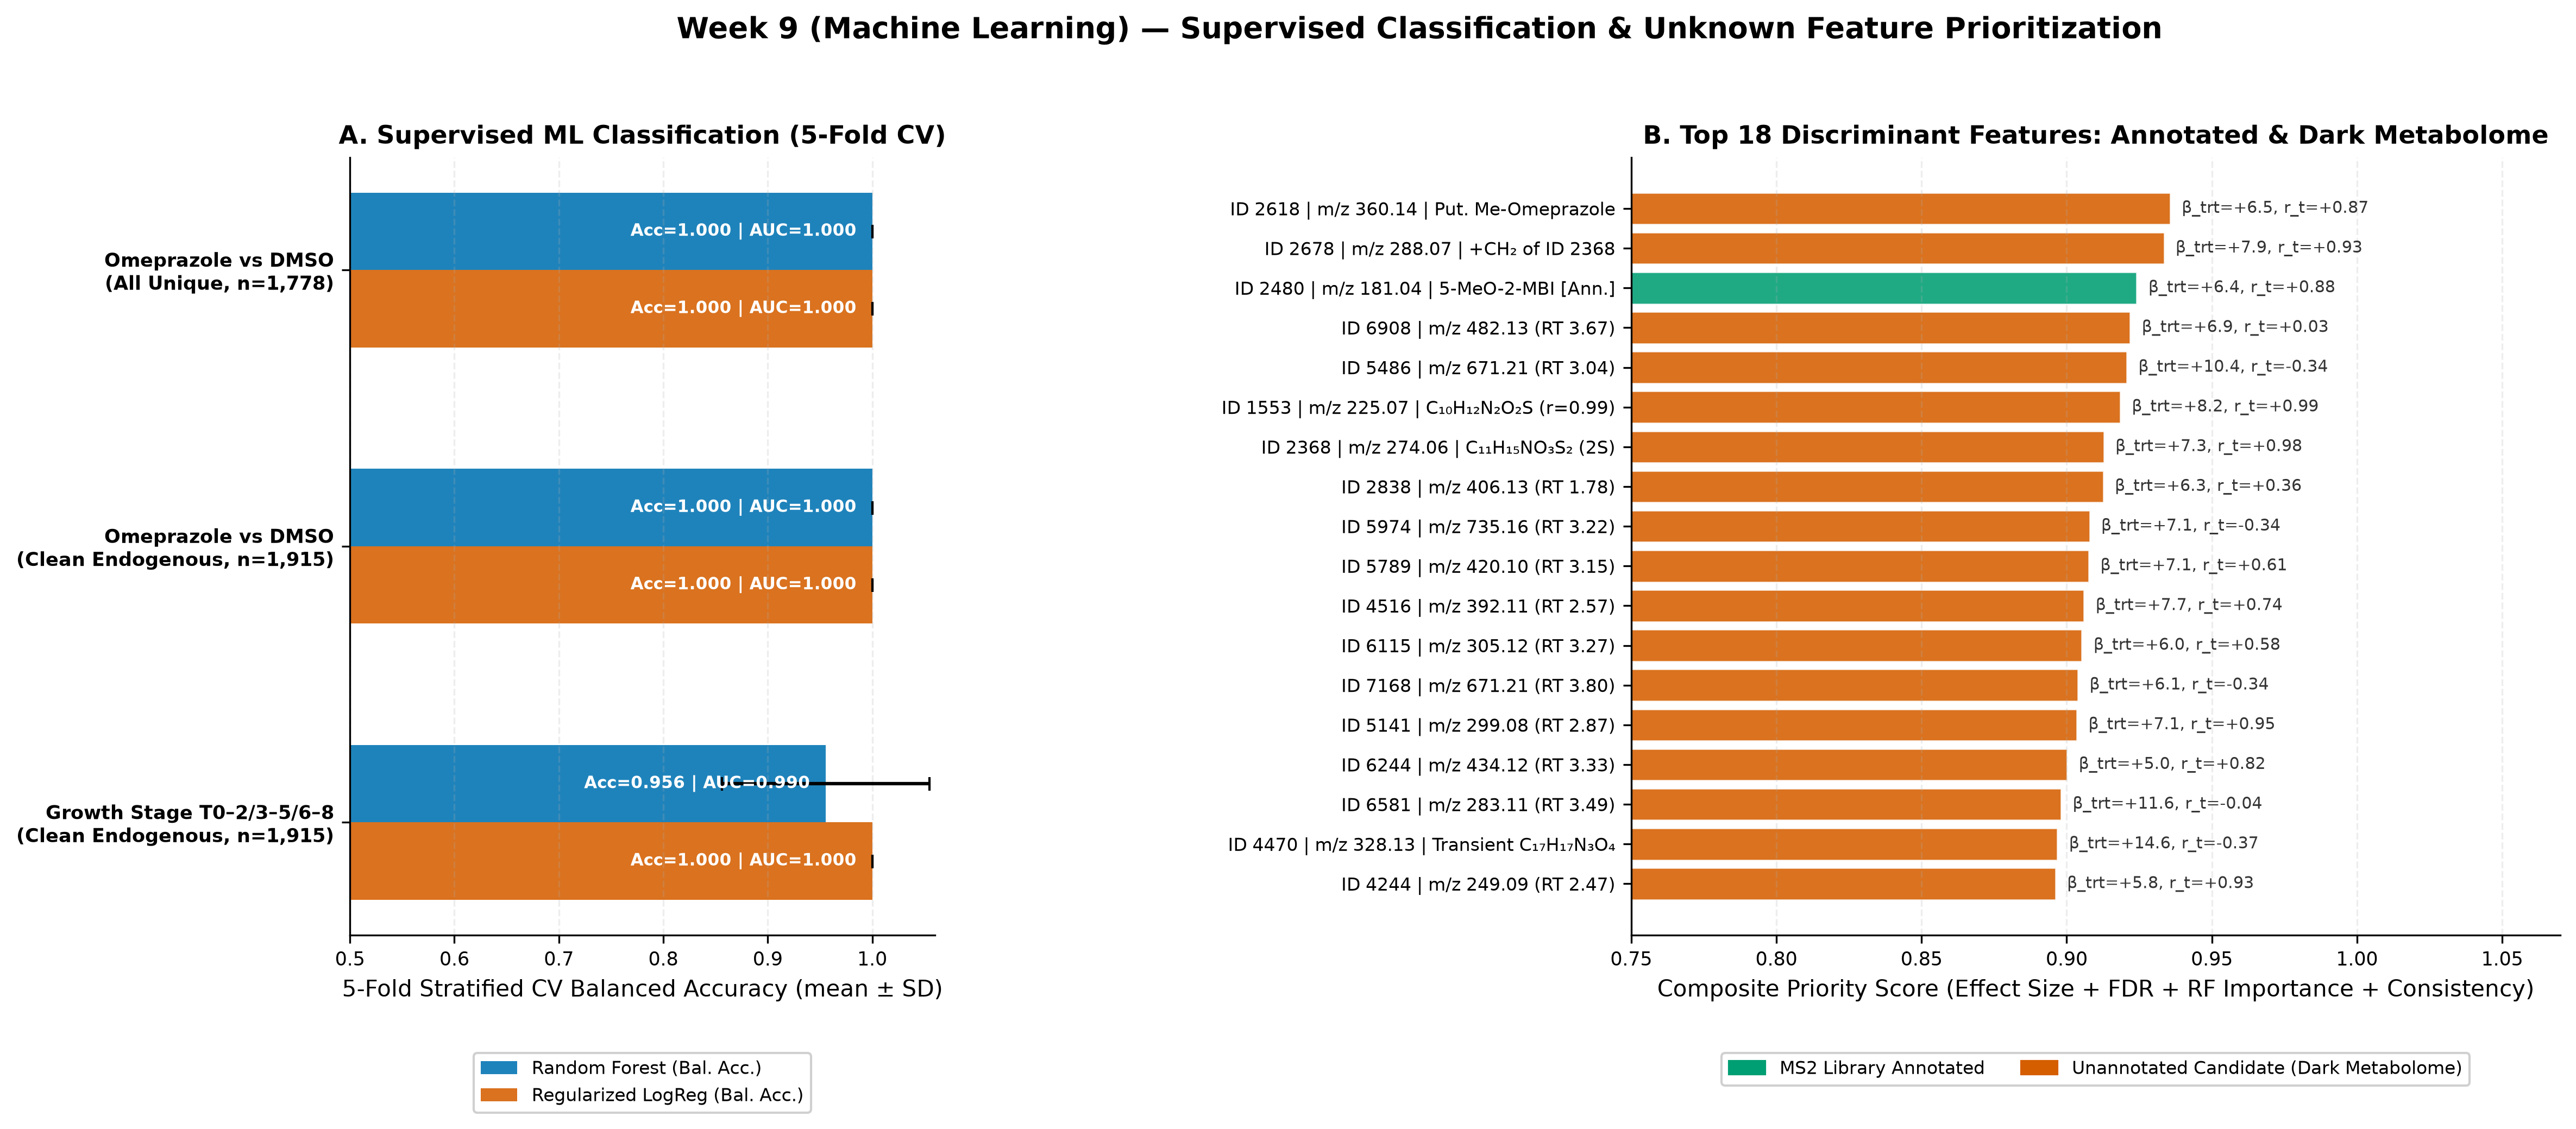 Week 9 (Machine Learning) — Supervised Classification & Unknown Feature Prioritization
A. Supervised ML Classification (5-Fold CV)
Omeprazole vs DMSO
(All Unique, n=1,778)
Acc=1.000 | AUC=1.000
Acc=1.000 | AUC=1.000
Omeprazole vs DMSO
(Clean Endogenous, n=1,915)
Acc=1.000 | AUC=1.000
Acc=1.000 | AUC=1.000
Growth Stage T0–2/3–5/6–8
(Clean Endogenous, n=1,915)
Acc=0.956 | AUC=0.990
Acc=1.000 | AUC=1.000
0.5 0.6 0.7 0.8 0.9 1.0
5-Fold Stratified CV Balanced Accuracy (mean ± SD)
Random Forest (Bal. Acc.)
Regularized LogReg (Bal. Acc.)
B. Top 18 Discriminant Features: Annotated & Dark Metabolome
ID 2618 | m/z 360.14 | Put. Me-Omeprazole β_trt=+6.5, r_t=+0.87
ID 2678 | m/z 288.07 | +CH₂ of ID 2368 β_trt=+7.9, r_t=+0.93
ID 2480 | m/z 181.04 | 5-MeO-2-MBI [Ann.] β_trt=+6.4, r_t=+0.88
ID 6908 | m/z 482.13 (RT 3.67) β_trt=+6.9, r_t=+0.03
ID 5486 | m/z 671.21 (RT 3.04) β_trt=+10.4, r_t=-0.34
ID 1553 | m/z 225.07 | C₁₀H₁₂N₂O₂S (r=0.99) β_trt=+8.2, r_t=+0.99
ID 2368 | m/z 274.06 | C₁₁H₁₅NO₃S₂ (2S) β_trt=+7.3, r_t=+0.98
ID 2838 | m/z 406.13 (RT 1.78) β_trt=+6.3, r_t=+0.36
ID 5974 | m/z 735.16 (RT 3.22) β_trt=+7.1, r_t=-0.34
ID 5789 | m/z 420.10 (RT 3.15) β_trt=+7.1, r_t=+0.61
ID 4516 | m/z 392.11 (RT 2.57) β_trt=+7.7, r_t=+0.74
ID 6115 | m/z 305.12 (RT 3.27) β_trt=+6.0, r_t=+0.58
ID 7168 | m/z 671.21 (RT 3.80) β_trt=+6.1, r_t=-0.34
ID 5141 | m/z 299.08 (RT 2.87) β_trt=+7.1, r_t=+0.95
ID 6244 | m/z 434.12 (RT 3.33) β_trt=+5.0, r_t=+0.82
ID 6581 | m/z 283.11 (RT 3.49) β_trt=+11.6, r_t=-0.04
ID 4470 | m/z 328.13 | Transient C₁₇H₁₇N₃O₄ β_trt=+14.6, r_t=-0.37
ID 4244 | m/z 249.09 (RT 2.47) β_trt=+5.8, r_t=+0.93
0.75 0.80 0.85 0.90 0.95 1.00 1.05
Composite Priority Score (Effect Size + FDR + RF Importance + Consistency)
MS2 Library Annotated
Unannotated Candidate (Dark Metabolome)